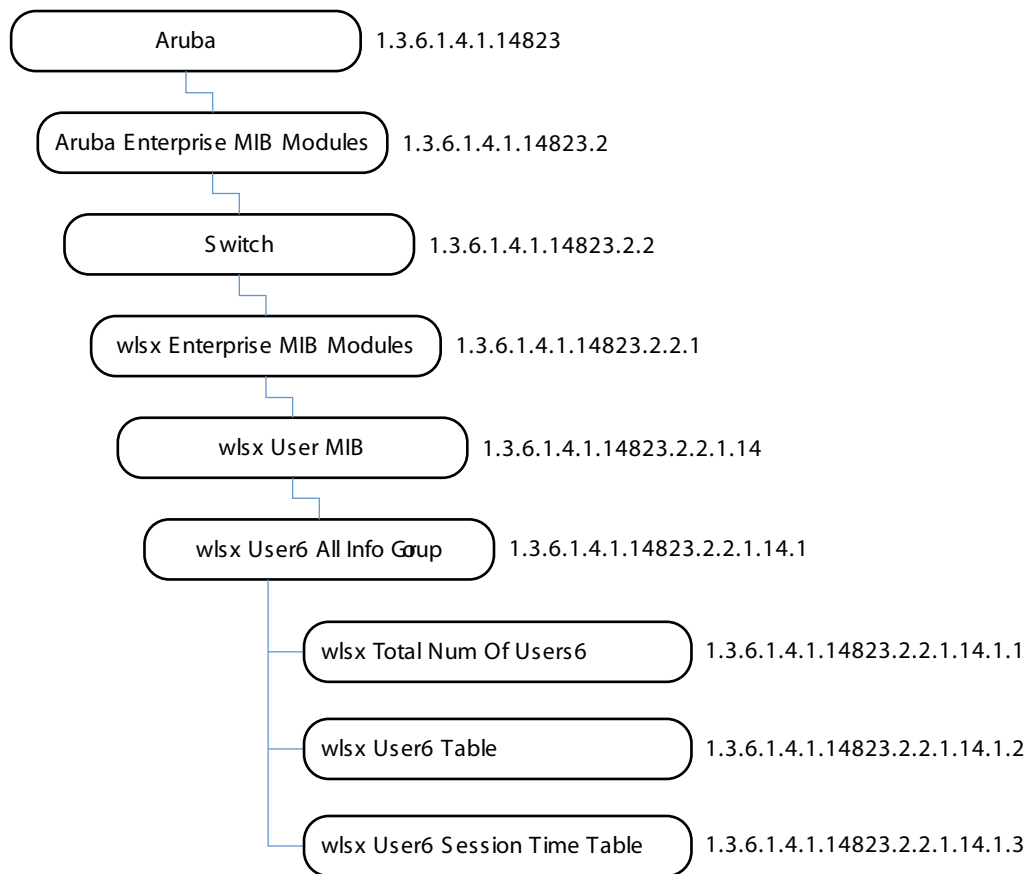 Aruba 1.3.6.1.4.1.14823
Aruba Enterprise MIB Modules 1.3.6.1.4.1.14823.2
Switch 1.3.6.1.4.1.14823.2.2
wlsx Enterprise MIB Modules 1.3.6.1.4.1.14823.2.2.1
wlsx User MIB 1.3.6.1.4.1.14823.2.2.1.14
wlsx User6 All Info Group 1.3.6.1.4.1.14823.2.2.1.14.1
wlsx Total Num Of Users6 1.3.6.1.4.1.14823.2.2.1.14.1.1
wlsx User6 Table 1.3.6.1.4.1.14823.2.2.1.14.1.2
wlsx User6 Session Time Table 1.3.6.1.4.1.14823.2.2.1.14.1.3